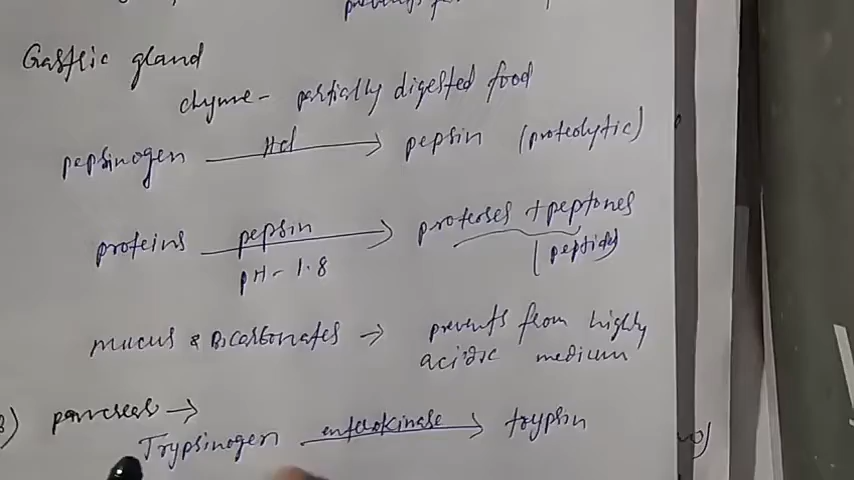 Gastric gland
chyme - partially digested food
pepsinogen HCl → pepsin (proteolytic)
proteins pepsin → proteoses + peptones
pH - 1.8 peptides
mucus & Bicarbonates → prevents from highly
acidic medium
3) pancreas →
Trypsinogen enterokinase → trypsin